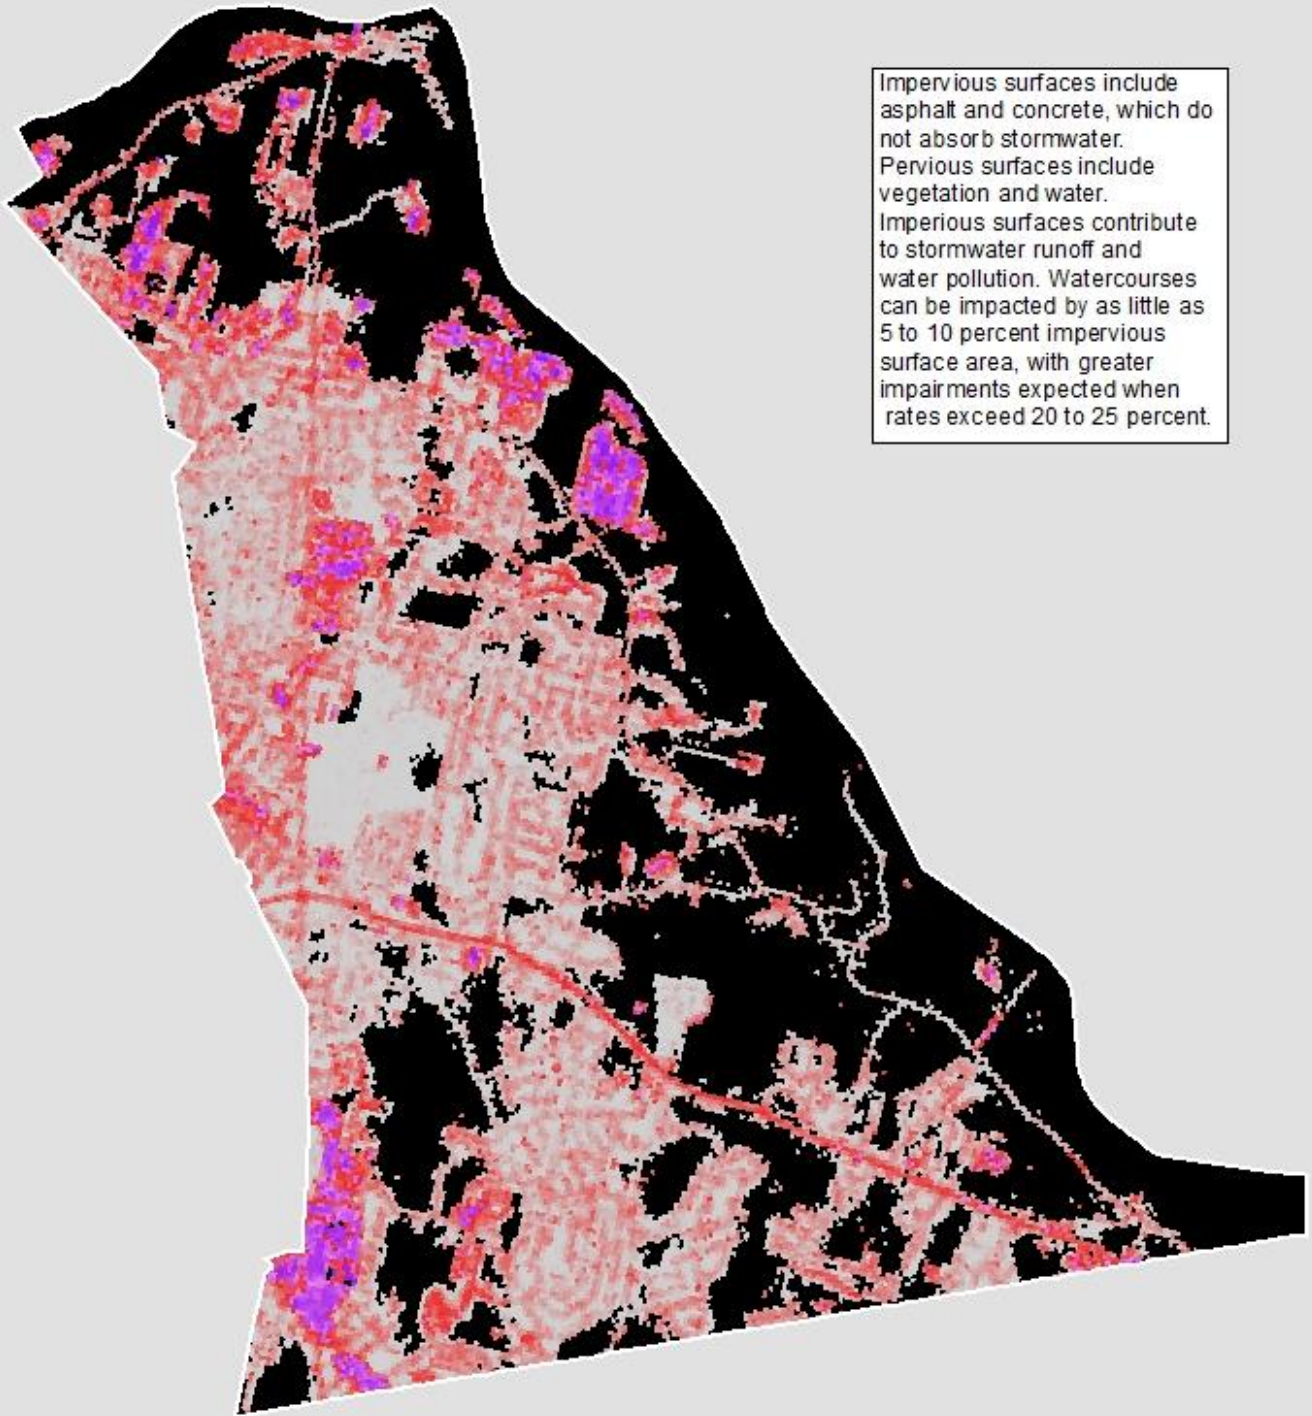 Impervious surfaces include
asphalt and concrete, which do
not absorb stormwater.
Pervious surfaces include
vegetation and water.
Imperious surfaces contribute
to stormwater runoff and
water pollution. Watercourses
can be impacted by as little as
5 to 10 percent impervious
surface area, with greater
impairments expected when
rates exceed 20 to 25 percent.